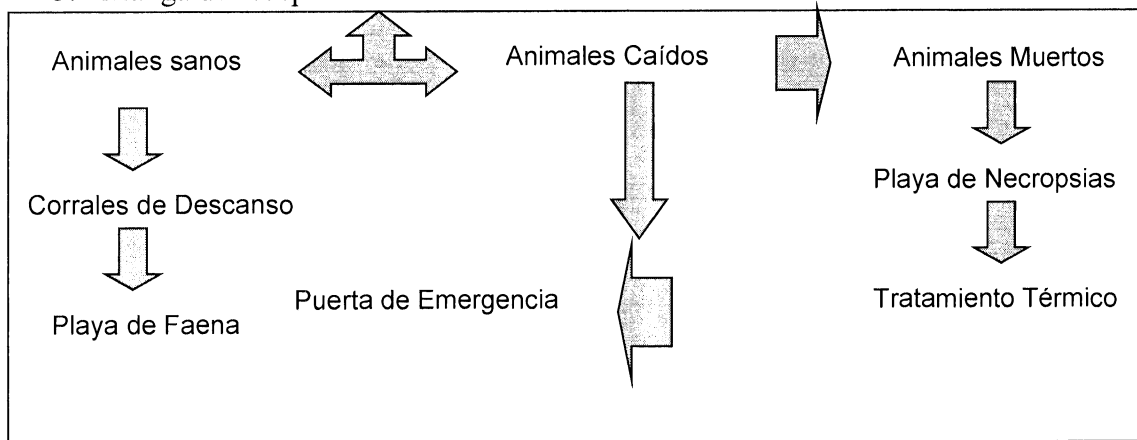 Animales sanos
Animales Caídos
Animales Muertos
Corrales de Descanso
Playa de Necropsias
Puerta de Emergencia
Tratamiento Térmico
Playa de Faena